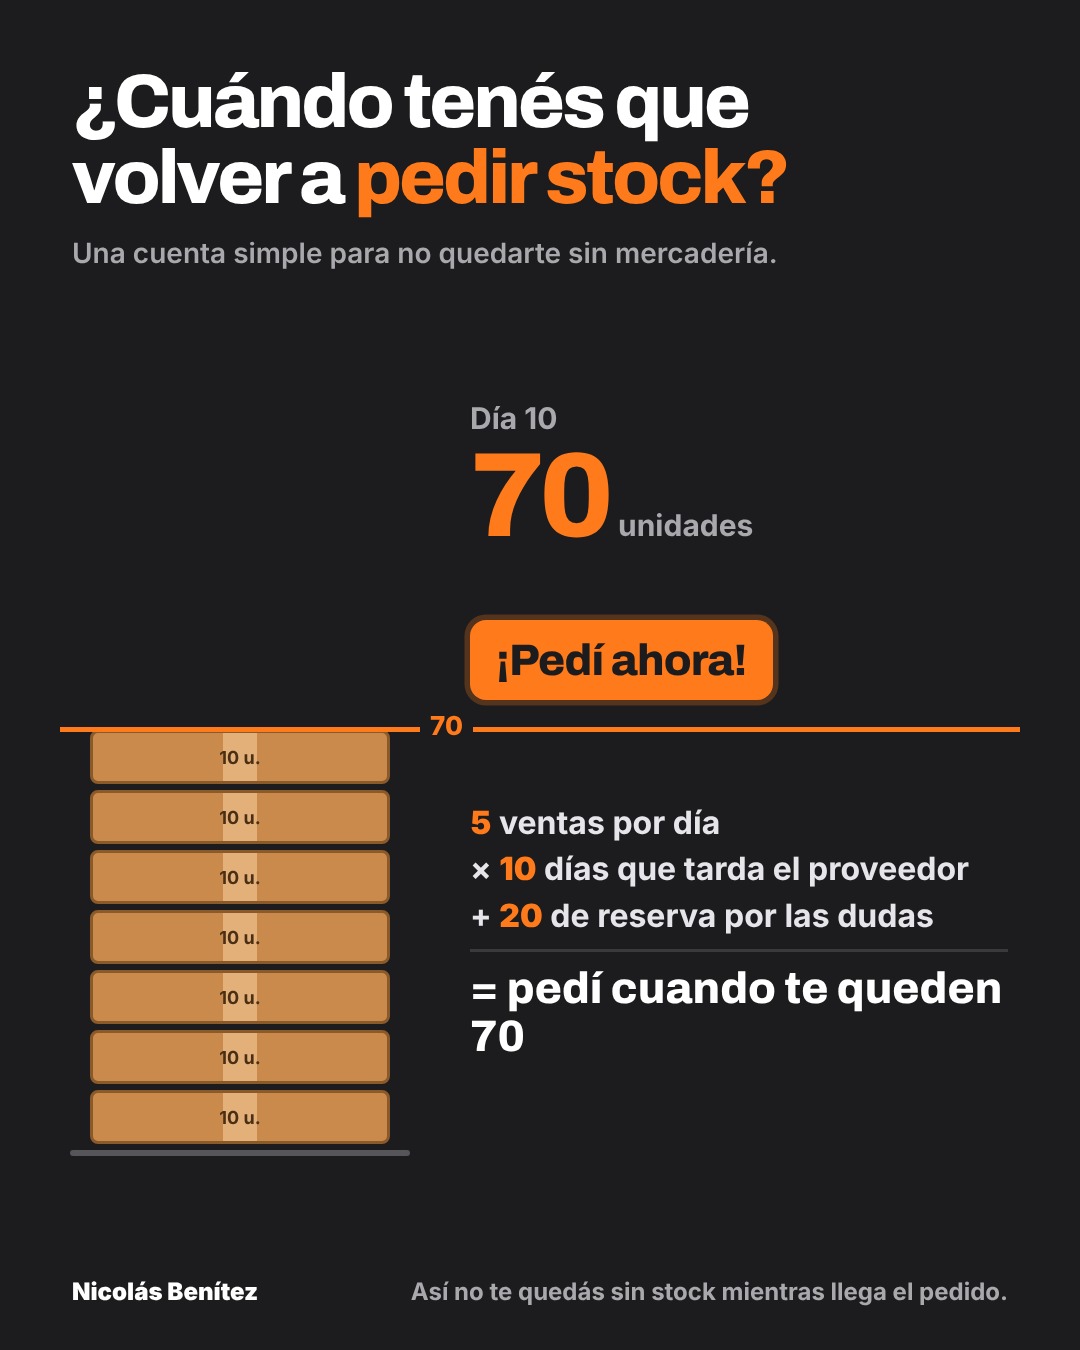 ¿Cuándo tenés que
volver a pedir stock?
Una cuenta simple para no quedarte sin mercadería.
Día 10
70 unidades
¡Pedí ahora!
70
10 u.
10 u.
10 u.
10 u.
10 u.
10 u.
10 u.
5 ventas por día
× 10 días que tarda el proveedor
+ 20 de reserva por las dudas
= pedí cuando te queden
70
Nicolás Benítez
Así no te quedás sin stock mientras llega el pedido.